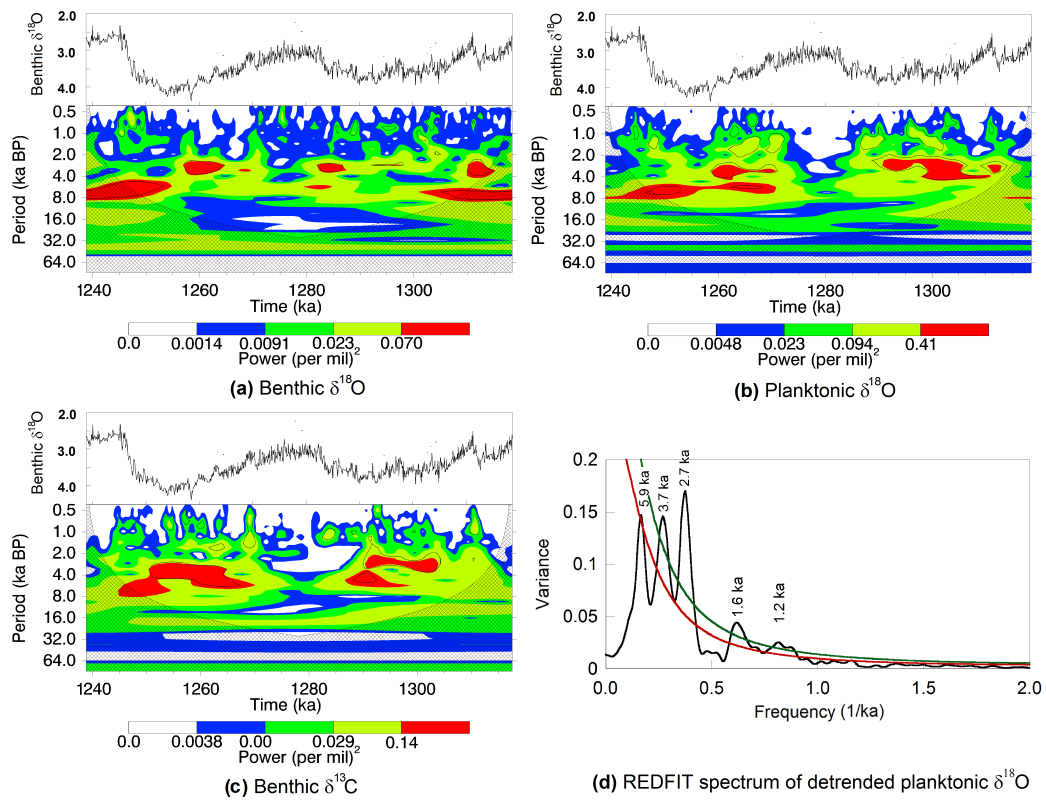 Benthic δ18O
2.0
3.0
4.0
Period (ka BP)
0.5
1.0
2.0
4.0
8.0
16.0
32.0
64.0
1240 1260 1280 1300
Time (ka)
0.0 0.0014 0.0091 0.023 0.070
Power (per mil)2
(a) Benthic δ18O
Benthic δ18O
2.0
3.0
4.0
Period (ka BP)
0.5
1.0
2.0
4.0
8.0
16.0
32.0
64.0
1240 1260 1280 1300
Time (ka)
0.0 0.0048 0.023 0.094 0.41
Power (per mil)2
(b) Planktonic δ18O
Benthic δ18O
2.0
3.0
4.0
Period (ka BP)
0.5
1.0
2.0
4.0
8.0
16.0
32.0
64.0
1240 1260 1280 1300
Time (ka)
0.0 0.0038 0.00 0.029 0.14
Power (per mil)2
(c) Benthic δ13C
Variance
0.2
0.15
0.1
0.05
0
5.9 ka
3.7 ka
2.7 ka
1.6 ka
1.2 ka
0.0 0.5 1.0 1.5 2.0
Frequency (1/ka)
(d) REDFIT spectrum of detrended planktonic δ18O